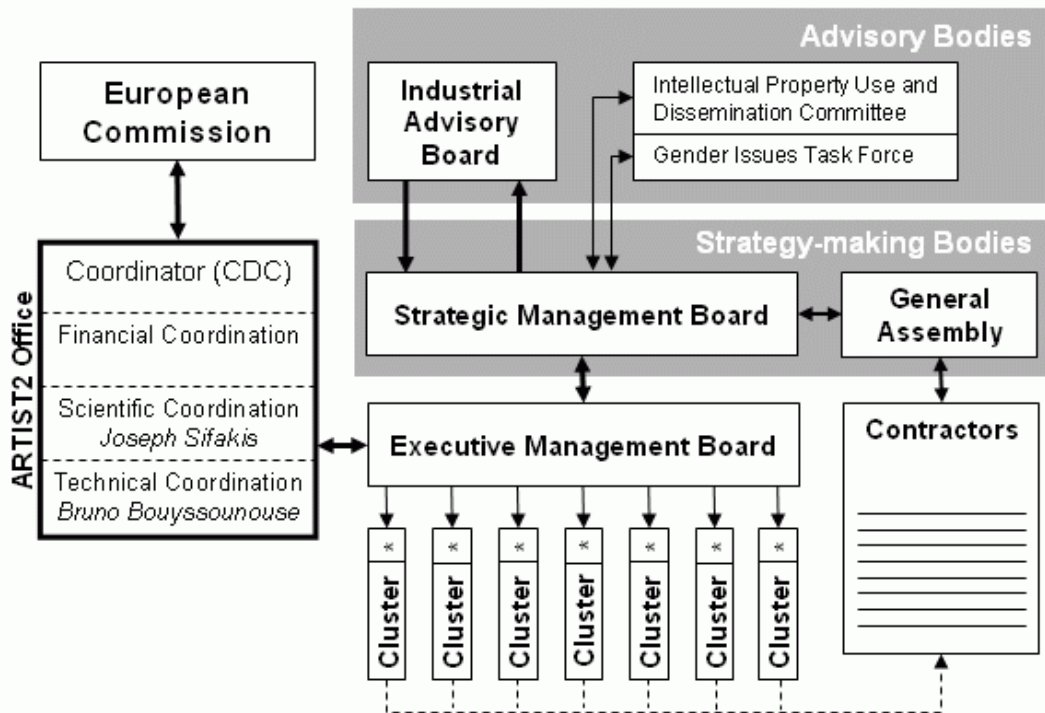 Advisory Bodies
European
Commission
Industrial
Advisory
Board
Intellectual Property Use and
Dissemination Committee
Gender Issues Task Force
Strategy-making Bodies
ARTIST2 Office
Coordinator (CDC)
Financial Coordination
Scientific Coordination
Joseph Sifakis
Technical Coordination
Bruno Bouyssounouse
Strategic Management Board
General
Assembly
Executive Management Board
Contractors
* Cluster
* Cluster
* Cluster
* Cluster
* Cluster
* Cluster
* Cluster